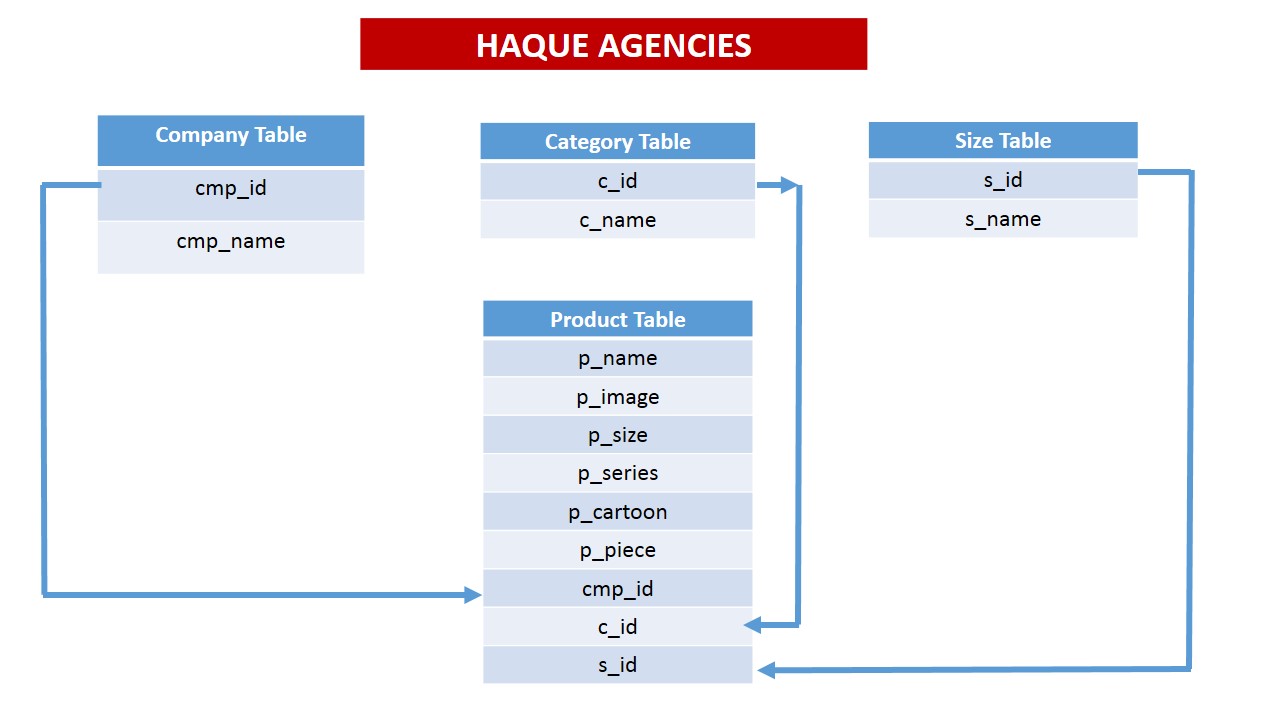 HAQUE AGENCIES
Company Table
cmp_id
cmp_name
Category Table
c_id
c_name
Size Table
s_id
s_name
Product Table
p_name
p_image
p_size
p_series
p_cartoon
p_piece
cmp_id
c_id
s_id